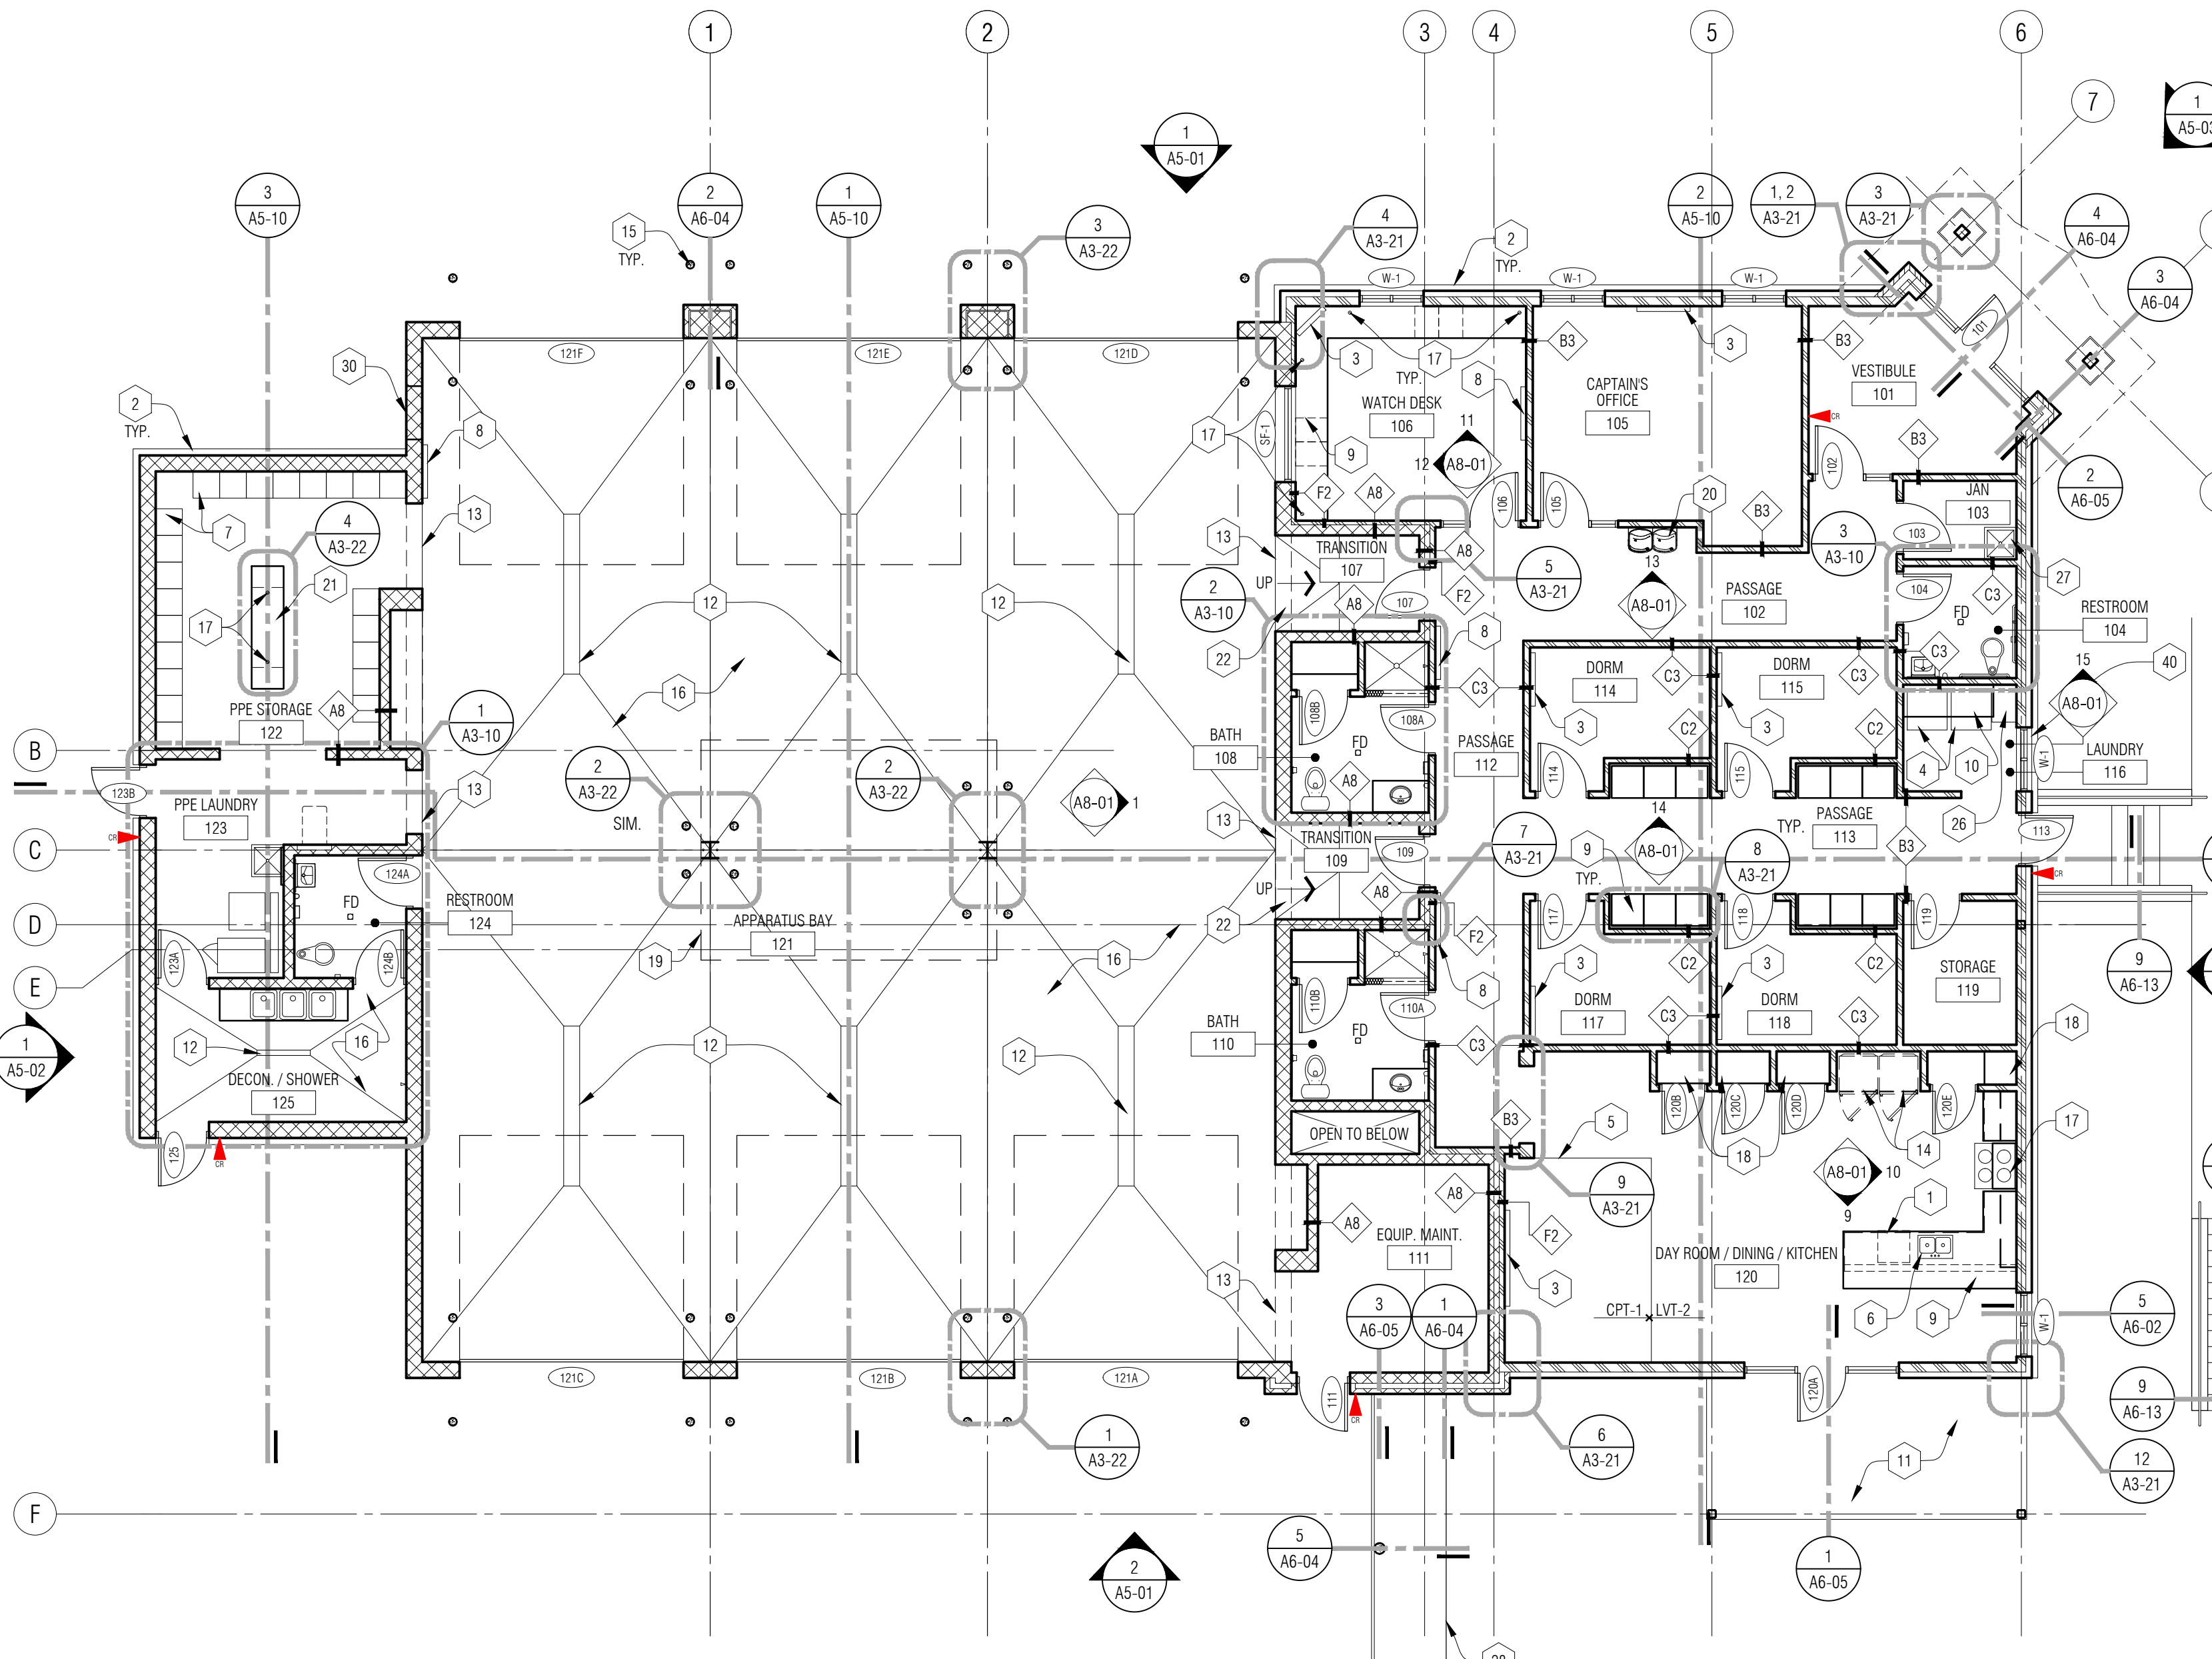 1
2
3
4
5
6
7
1
A5-01
1
A5-03
3
A5-10
2
A6-04
1
A5-10
3
A3-22
4
A3-21
2
A5-10
1, 2
A3-21
3
A3-21
4
A6-04
3
A6-04
15
TYP.
2
TYP.
W-1
W-1
W-1
101
30
121F
121E
121D
3
17
TYP.
8
B3
CAPTAIN'S
OFFICE
105
3
B3
VESTIBULE
101
CR
2
TYP.
8
17
SF-1
WATCH DESK
106
11
12
A8-01
9
F2
A8
106
105
20
B3
102
B3
2
A6-05
JAN
103
103
7
4
A3-22
13
13
TRANSITION
107
UP
A8
5
A3-21
13
A8-01
3
A3-10
PASSAGE
102
27
C3
21
17
12
12
2
A3-10
A8
107
F2
104
FD
RESTROOM
104
22
8
C3
DORM
114
C3
DORM
115
C3
C3
15
A8-01
40
16
PPE STORAGE
122
A8
1
A3-10
108B
108A
3
3
C2
C2
BATH
108
FD
PASSAGE
112
114
115
4
10
W-1
LAUNDRY
116
B
2
A3-22
2
A3-22
A8
SIM.
A8-01
1
123B
PPE LAUNDRY
123
13
CR
13
TRANSITION
109
109
7
A3-21
14
A8-01
9
TYP.
8
A3-21
TYP.
PASSAGE
113
B3
26
113
CR
C
124A
FD
RESTROOM
124
UP
A8
D
APPARATUS BAY
121
22
F2
117
118
119
C2
C2
123A
124B
19
16
8
3
3
STORAGE
119
9
A6-13
E
110B
110A
FD
BATH
110
C3
DORM
117
C3
DORM
118
C3
18
1
A5-02
12
16
12
12
DECON. / SHOWER
125
OPEN TO BELOW
B3
5
120B
120C
120D
120E
14
18
17
125
CR
A8
9
A3-21
A8-01
10
9
1
A8
EQUIP. MAINT.
111
F2
DAY ROOM / DINING / KITCHEN
120
13
3
3
A6-05
1
A6-04
CPT-1
LVT-2
6
9
W-1
5
A6-02
121C
121B
121A
111
CR
120A
9
A6-13
1
A3-22
6
A3-21
11
12
A3-21
F
5
A6-04
2
A5-01
1
A6-05